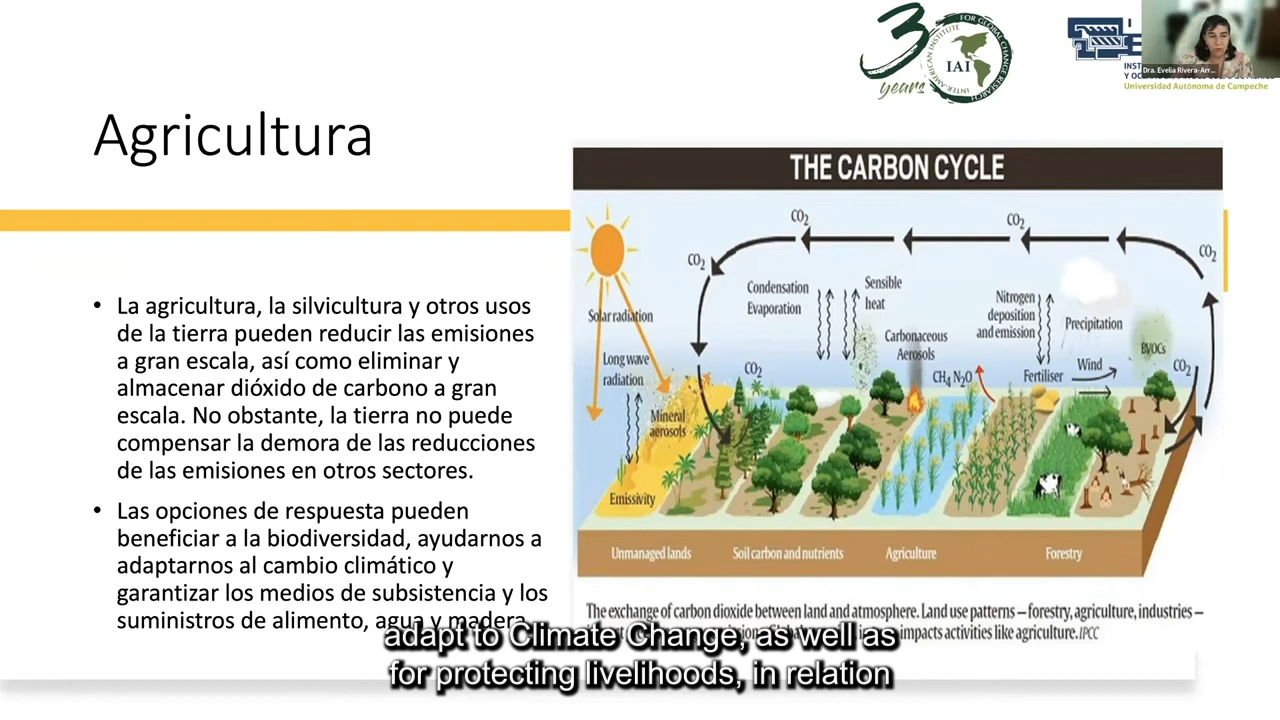 30 years
FOR GLOBAL CHANGE RESEARCH
INTER-AMERICAN INSTITUTE
IAI
Dra. Evelia Rivera-Arr...
INST
Y OC
Universidad Autónoma de Campeche
Agricultura
• La agricultura, la silvicultura y otros usos
de la tierra pueden reducir las emisiones
a gran escala, así como eliminar y
almacenar dióxido de carbono a gran
escala. No obstante, la tierra no puede
compensar la demora de las reducciones
de las emisiones en otros sectores.
• Las opciones de respuesta pueden
beneficiar a la biodiversidad, ayudarnos a
adaptarnos al cambio climático y
garantizar los medios de subsistencia y los
suministros de alimento, agua y madera.
THE CARBON CYCLE
CO₂
CO₂
CO₂
CO₂
Solar radiation
Condensation
Evaporation
Sensible
heat
Nitrogen
deposition
and emission
Precipitation
Carbonaceous
Aerosols
BVOCs
Long wave
radiation
CO₂
CH₄ N₂O
Fertiliser
Wind
CO₂
Mineral
aerosols
Emissivity
Unmanaged lands
Soil carbon and nutrients
Agriculture
Forestry
The exchange of carbon dioxide between land and atmosphere. Land use patterns – forestry, agriculture, industries –
impacts activities like agriculture. IPCC
adapt to Climate Change, as well as
for protecting livelihoods, in relation